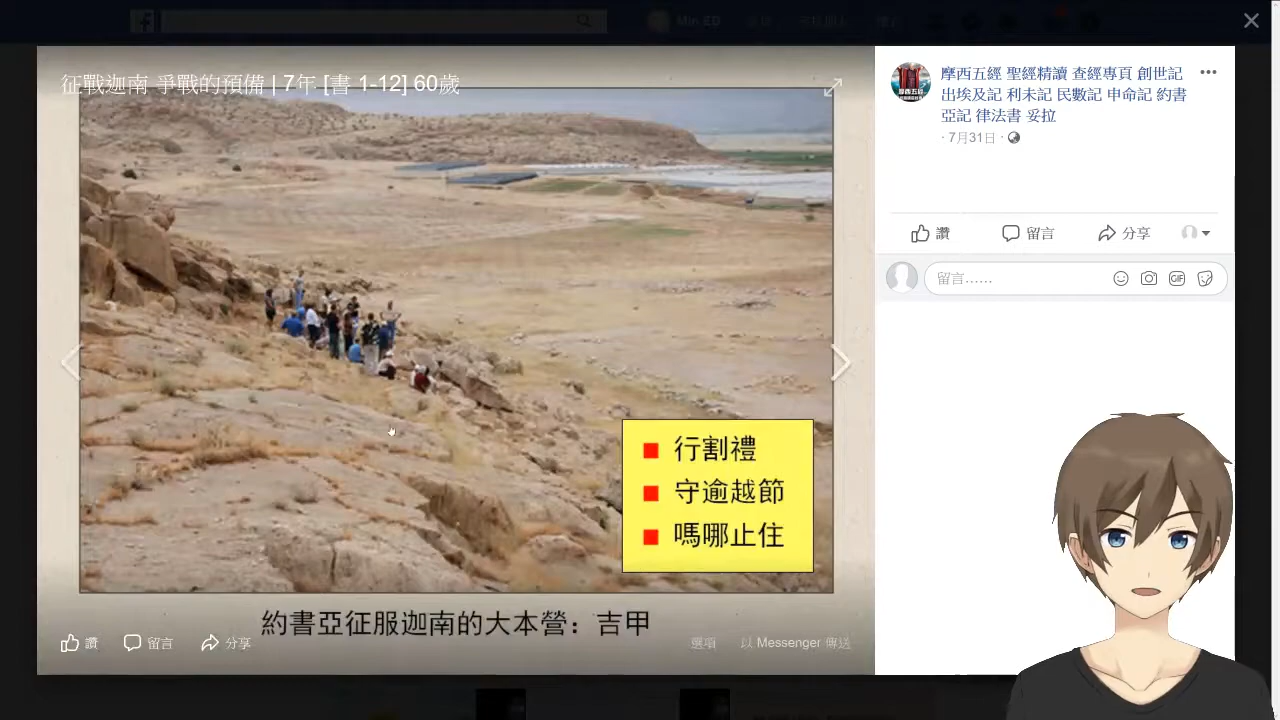 Min ED
征戰迦南 爭戰的預備 | 7年 [書 1-12] 60歲
行割禮
守逾越節
嗎哪止住
約書亞征服迦南的大本營：吉甲
讚 留言 分享
選項 以 Messenger 傳送
摩西五經 聖經精讀 查經專頁 創世記
出埃及記 利未記 民數記 申命記 約書
亞記 律法書 妥拉
· 7月31日 ·
讚 留言 分享
留言……
GIF